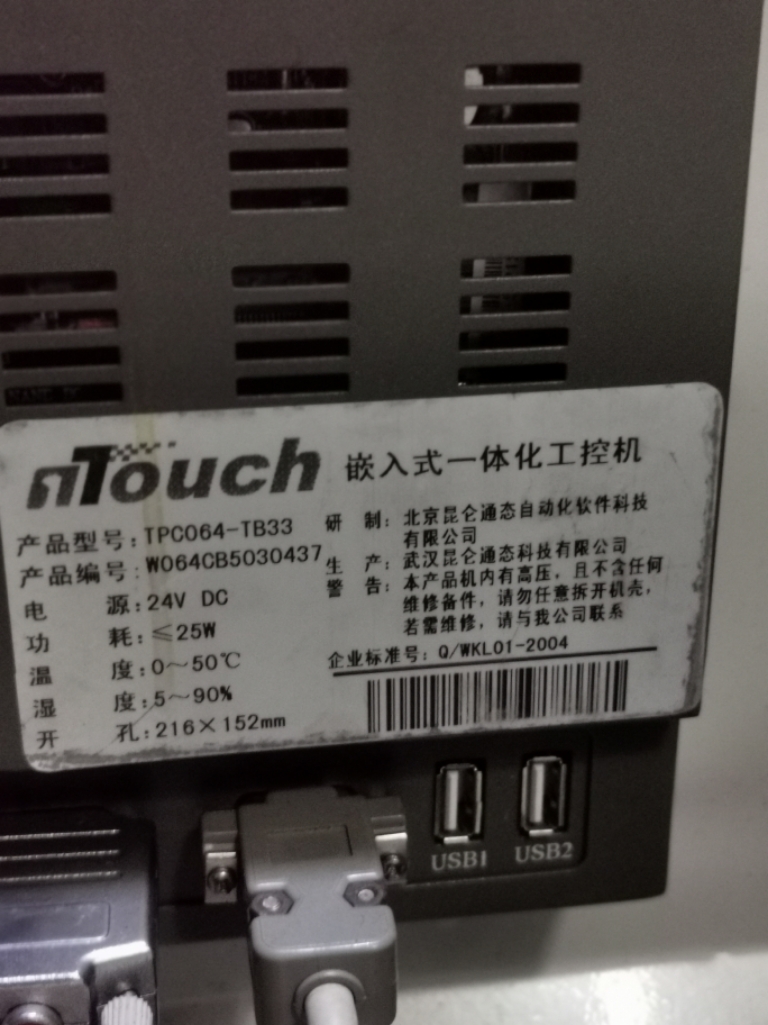 nTouch 嵌入式一体化工控机
产品型号:TPC064-TB33
产品编号:W064CB5030437
电 源:24V DC
功 耗:≤25W
温 度:0～50℃
湿 度:5～90%
开 孔:216×152mm
研 制:北京昆仑通态自动化软件科技
有限公司
生 产:武汉昆仑通态科技有限公司
警 告:本产品机内有高压，且不含任何
维修备件，请勿任意拆开机壳，
若需维修，请与我公司联系
企业标准号:Q/WKL01-2004
USB1 USB2